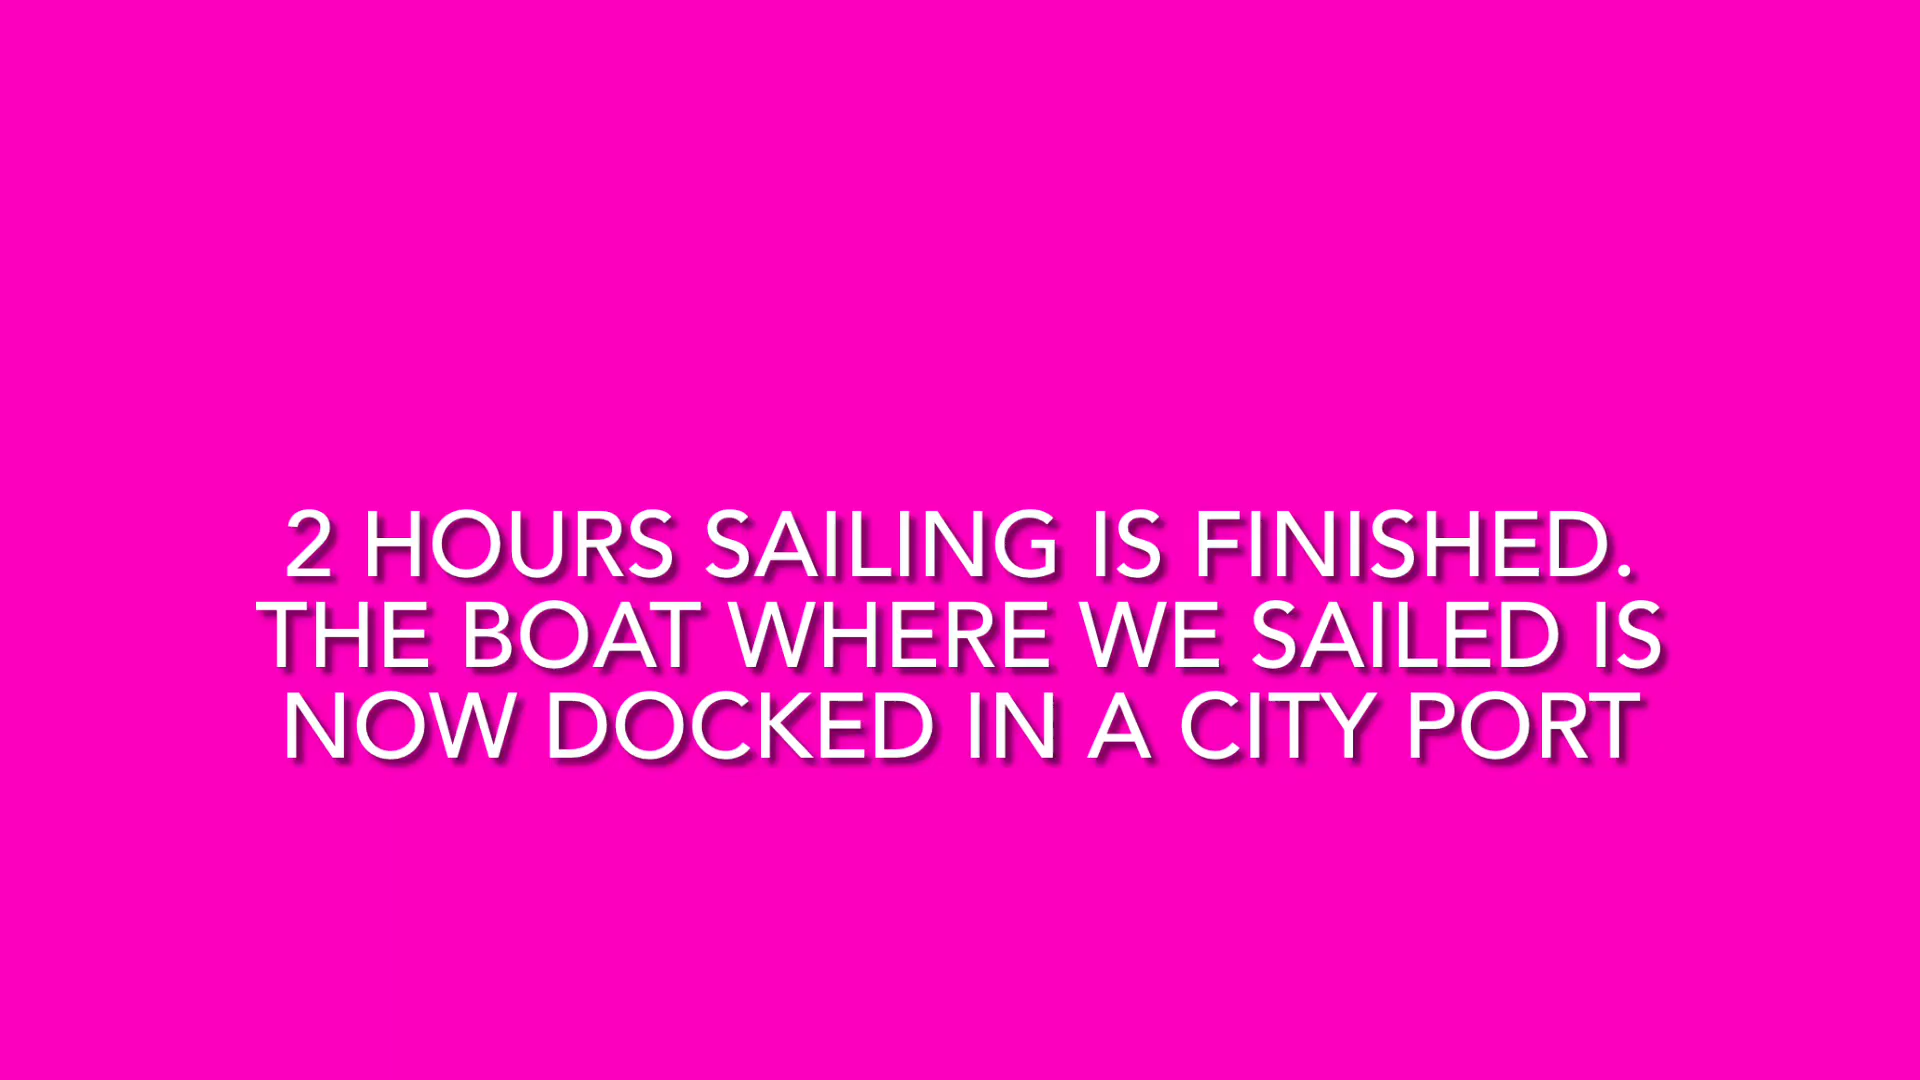 2 HOURS SAILING IS FINISHED.
THE BOAT WHERE WE SAILED IS
NOW DOCKED IN A CITY PORT